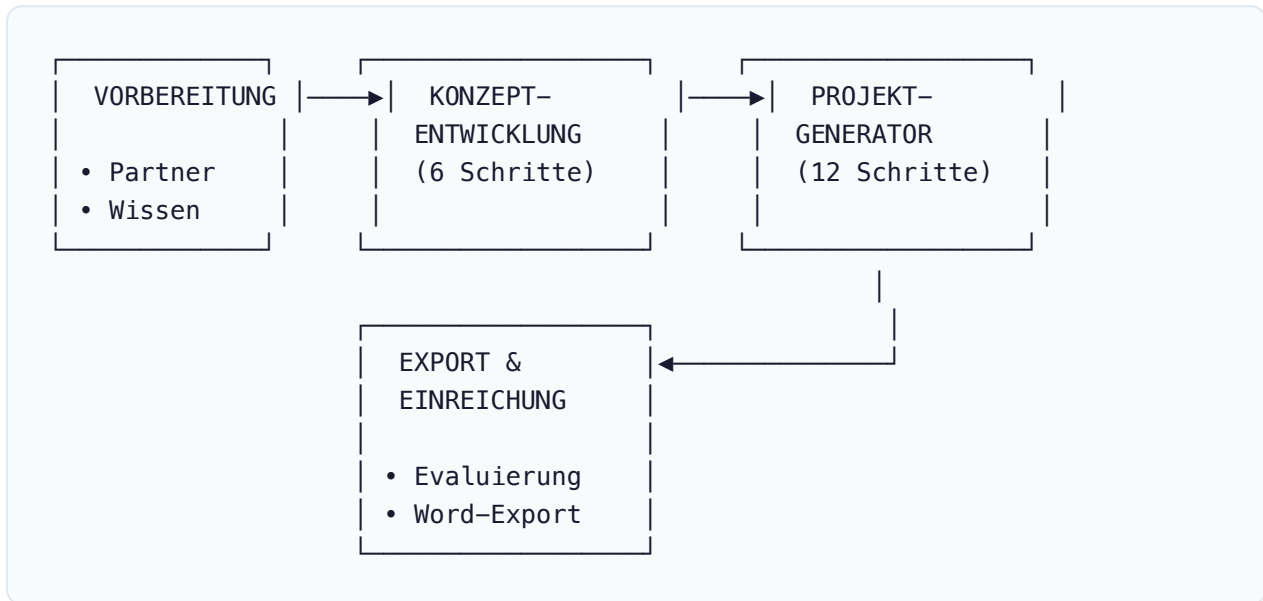 VORBEREITUNG
• Partner
• Wissen
KONZEPT-
ENTWICKLUNG
(6 Schritte)
PROJEKT-
GENERATOR
(12 Schritte)
EXPORT &
EINREICHUNG
• Evaluierung
• Word-Export